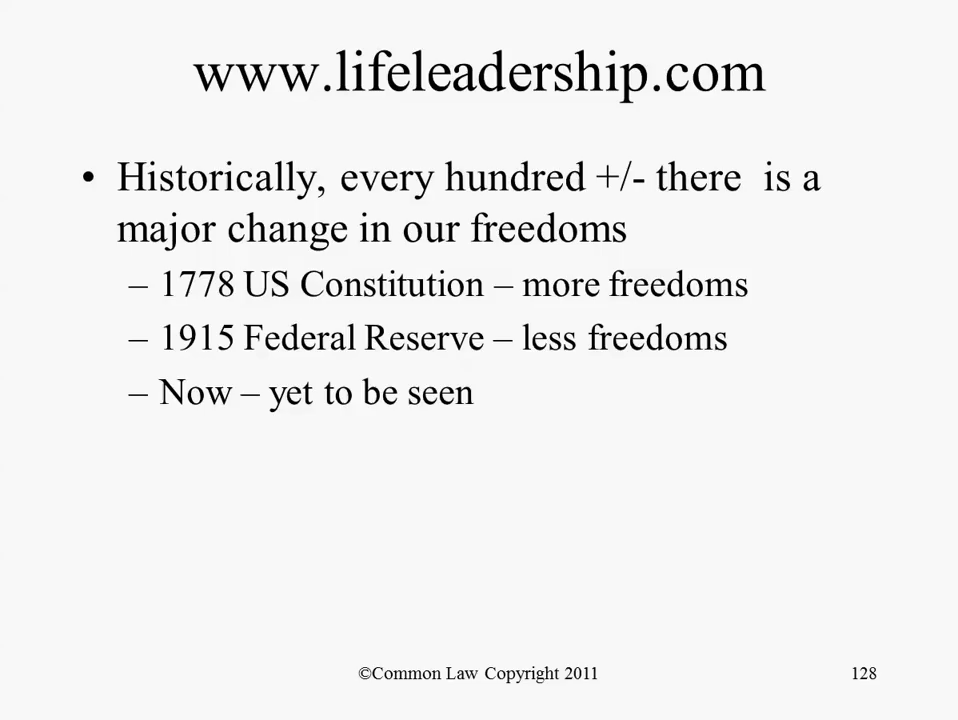 www.lifeleadership.com
• Historically, every hundred +/- there is a
major change in our freedoms
– 1778 US Constitution – more freedoms
– 1915 Federal Reserve – less freedoms
– Now – yet to be seen
©Common Law Copyright 2011
128